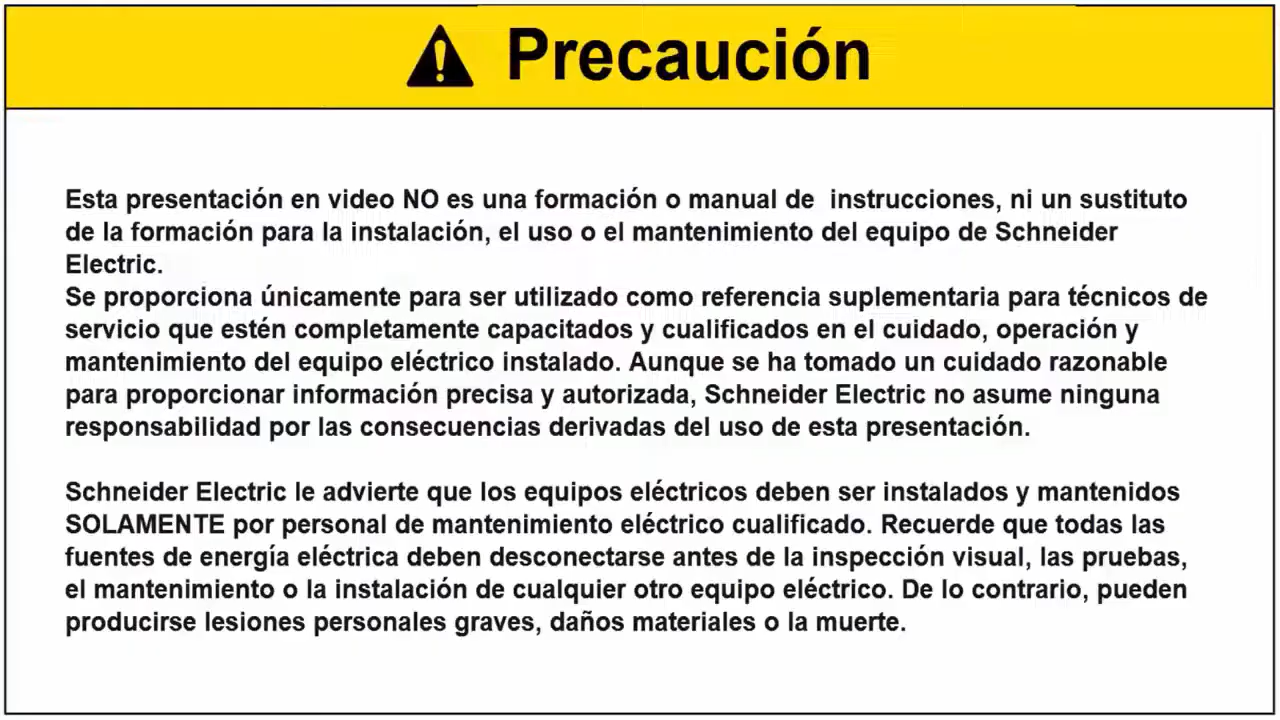 Precaución
Esta presentación en video NO es una formación o manual de  instrucciones, ni un sustituto
de la formación para la instalación, el uso o el mantenimiento del equipo de Schneider
Electric.
Se proporciona únicamente para ser utilizado como referencia suplementaria para técnicos de
servicio que estén completamente capacitados y cualificados en el cuidado, operación y
mantenimiento del equipo eléctrico instalado. Aunque se ha tomado un cuidado razonable
para proporcionar información precisa y autorizada, Schneider Electric no asume ninguna
responsabilidad por las consecuencias derivadas del uso de esta presentación.
Schneider Electric le advierte que los equipos eléctricos deben ser instalados y mantenidos
SOLAMENTE por personal de mantenimiento eléctrico cualificado. Recuerde que todas las
fuentes de energía eléctrica deben desconectarse antes de la inspección visual, las pruebas,
el mantenimiento o la instalación de cualquier otro equipo eléctrico. De lo contrario, pueden
producirse lesiones personales graves, daños materiales o la muerte.